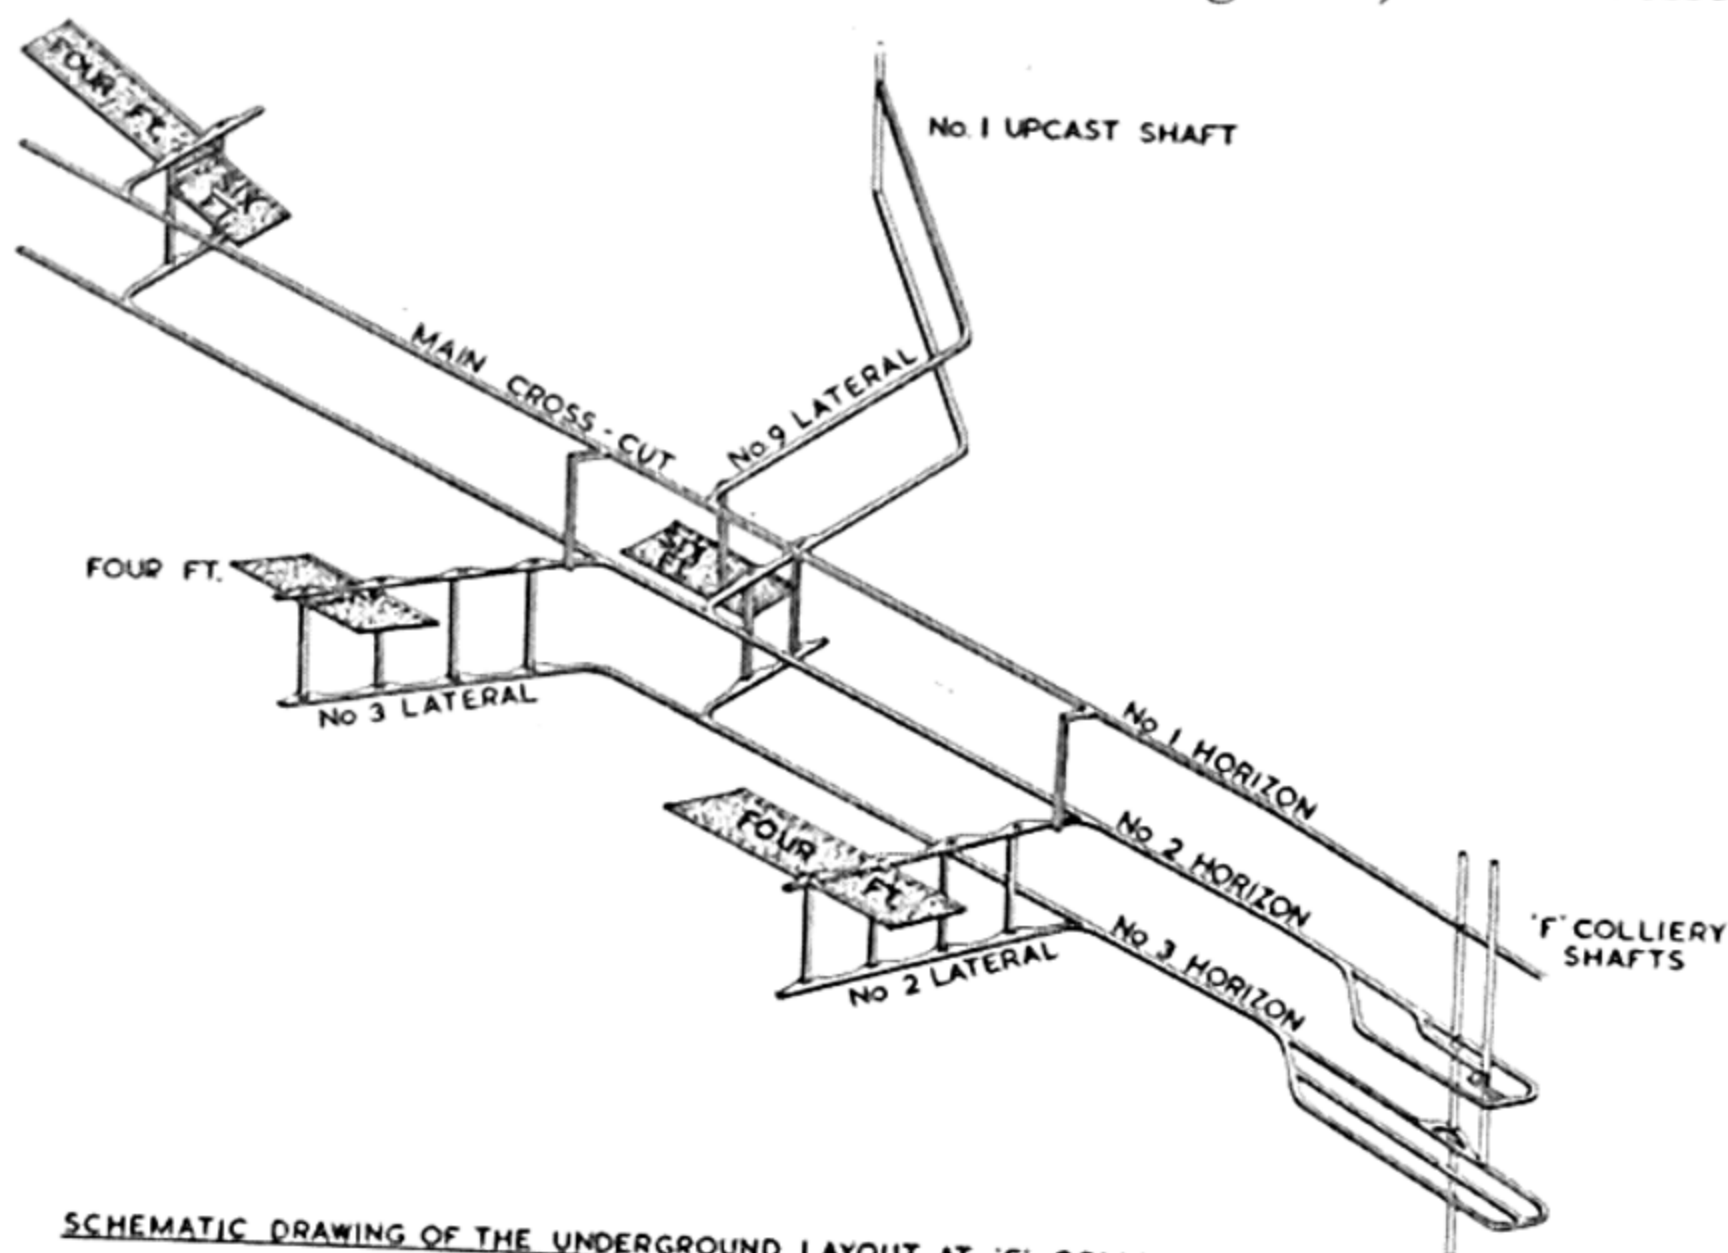 FOUR FT.
SIX
FT.
No. 1 UPCAST SHAFT
MAIN CROSS-CUT
No 9 LATERAL
SIX
FT.
FOUR FT.
No 3 LATERAL
No 1 HORIZON
No 2 HORIZON
FOUR
FT.
No 3 HORIZON
No 2 LATERAL
'F' COLLIERY
SHAFTS
SCHEMATIC DRAWING OF THE UNDERGROUND LAYOUT AT